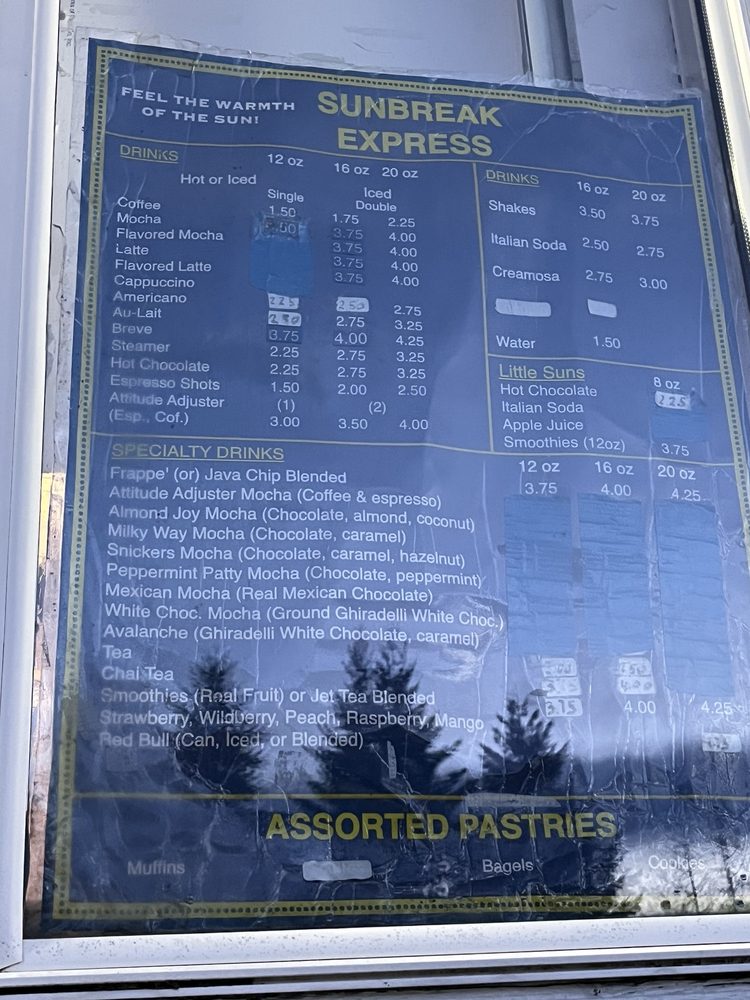 FEEL THE WARMTH
OF THE SUN!
SUNBREAK
EXPRESS
DRINKS
12 oz 16 oz 20 oz
Hot or Iced Iced
Single Double
Coffee 1.50 1.75 2.25
Mocha 3.75 4.00
Flavored Mocha 3.75 4.00
Latte 3.75 4.00
Flavored Latte 3.75 4.00
Cappuccino
Americano 2.25 2.50 2.75
Au-Lait 2.75 3.25
Breve 3.75 4.00 4.25
Steamer 2.25 2.75 3.25
Hot Chocolate 2.25 2.75 3.25
Espresso Shots 1.50 2.00 2.50
Attitude Adjuster (1) (2)
(Esp., Cof.) 3.00 3.50 4.00
DRINKS
16 oz 20 oz
Shakes 3.50 3.75
Italian Soda 2.50 2.75
Creamosa 2.75 3.00
Water 1.50
Little Suns
8 oz
Hot Chocolate 2.25
Italian Soda
Apple Juice
Smoothies (12oz) 3.75
SPECIALTY DRINKS
12 oz 16 oz 20 oz
Frappe' (or) Java Chip Blended 3.75 4.00 4.25
Attitude Adjuster Mocha (Coffee & espresso)
Almond Joy Mocha (Chocolate, almond, coconut)
Milky Way Mocha (Chocolate, caramel)
Snickers Mocha (Chocolate, caramel, hazelnut)
Peppermint Patty Mocha (Chocolate, peppermint)
Mexican Mocha (Real Mexican Chocolate)
White Choc. Mocha (Ground Ghiradelli White Choc.)
Avalanche (Ghiradelli White Chocolate, caramel)
Tea
Chai Tea
Smoothies (Real Fruit) or Jet Tea Blended 3.75 4.00 4.25
Strawberry, Wildberry, Peach, Raspberry, Mango
Red Bull (Can, Iced, or Blended)
ASSORTED PASTRIES
Muffins Bagels Cookies